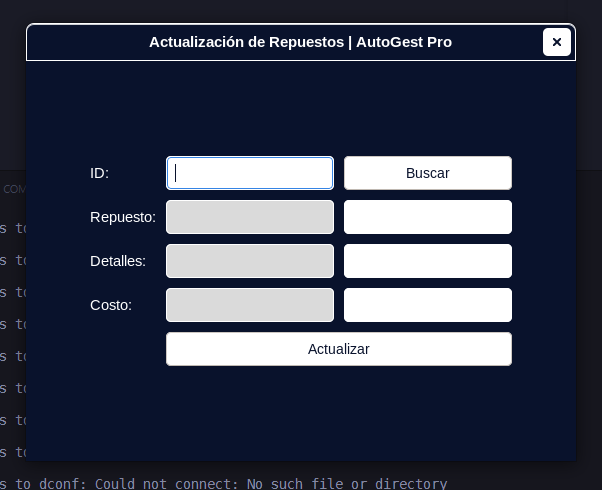 Actualización de Repuestos | AutoGest Pro
COM
ID:
Buscar
s to
Repuesto:
s to
Detalles:
s to
Costo:
s to
Actualizar
s to
s to
s to
s to
s to dconf: Could not connect: No such file or directory